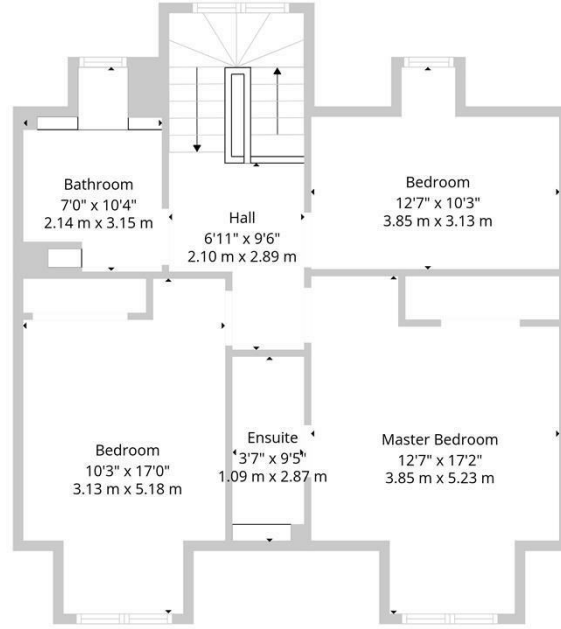 Bathroom
7'0" x 10'4"
2.14 m x 3.15 m
Bedroom
12'7" x 10'3"
3.85 m x 3.13 m
Hall
6'11" x 9'6"
2.10 m x 2.89 m
Bedroom
10'3" x 17'0"
3.13 m x 5.18 m
Ensuite
3'7" x 9'5"
1.09 m x 2.87 m
Master Bedroom
12'7" x 17'2"
3.85 m x 5.23 m